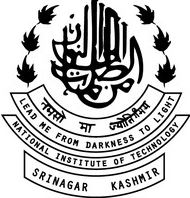 तमसो मा ज्योतिर्गमय
LEAD ME FROM DARKNESS TO LIGHT
NATIONAL INSTITUTE OF TECHNOLOGY
SRINAGAR KASHMIR